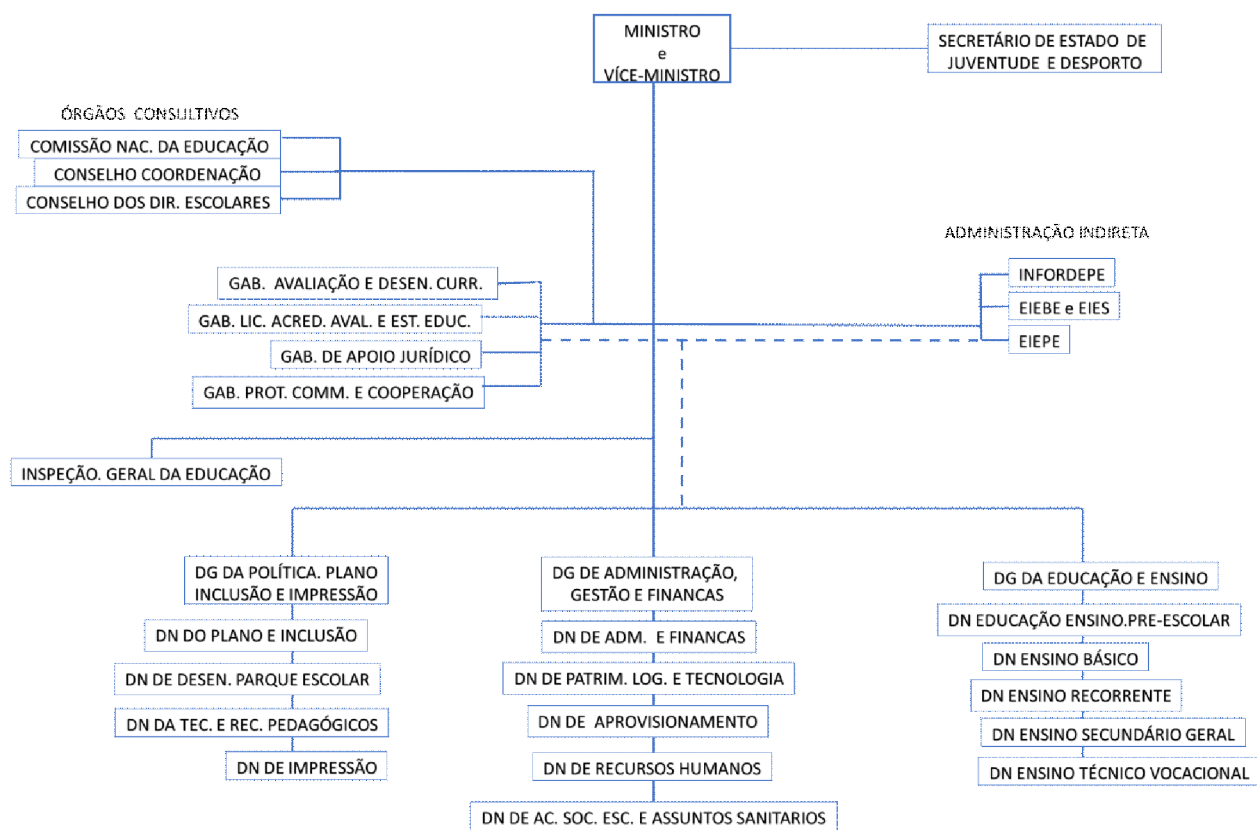 MINISTRO
e
VÍCE-MINISTRO
SECRETÁRIO DE ESTADO DE
JUVENTUDE E DESPORTO
ÓRGÃOS CONSULTIVOS
COMISSÃO NAC. DA EDUCAÇÃO
CONSELHO COORDENAÇÃO
CONSELHO DOS DIR. ESCOLARES
ADMINISTRAÇÃO INDIRETA
INFORDEPE
EIEBE e EIES
EIEPE
GAB. AVALIAÇÃO E DESEN. CURR.
GAB. LIC. ACRED. AVAL. E EST. EDUC.
GAB. DE APOIO JURÍDICO
GAB. PROT. COMM. E COOPERAÇÃO
INSPEÇÃO. GERAL DA EDUCAÇÃO
DG DA POLÍTICA. PLANO
INCLUSÃO E IMPRESSÃO
DN DO PLANO E INCLUSÃO
DN DE DESEN. PARQUE ESCOLAR
DN DA TEC. E REC. PEDAGÓGICOS
DN DE IMPRESSÃO
DG DE ADMINISTRAÇÃO,
GESTÃO E FINANCAS
DN DE ADM. E FINANCAS
DN DE PATRIM. LOG. E TECNOLOGIA
DN DE APROVISIONAMENTO
DN DE RECURSOS HUMANOS
DN DE AC. SOC. ESC. E ASSUNTOS SANITARIOS
DG DA EDUCAÇÃO E ENSINO
DN EDUCAÇÃO ENSINO.PRE-ESCOLAR
DN ENSINO BÁSICO
DN ENSINO RECORRENTE
DN ENSINO SECUNDÁRIO GERAL
DN ENSINO TÉCNICO VOCACIONAL